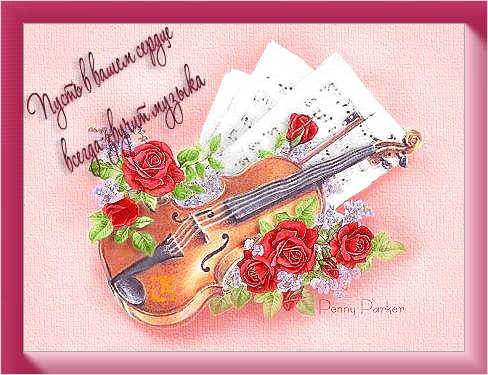 Пусть в вашем сердце
всегда звучит музыка
Penny Parker